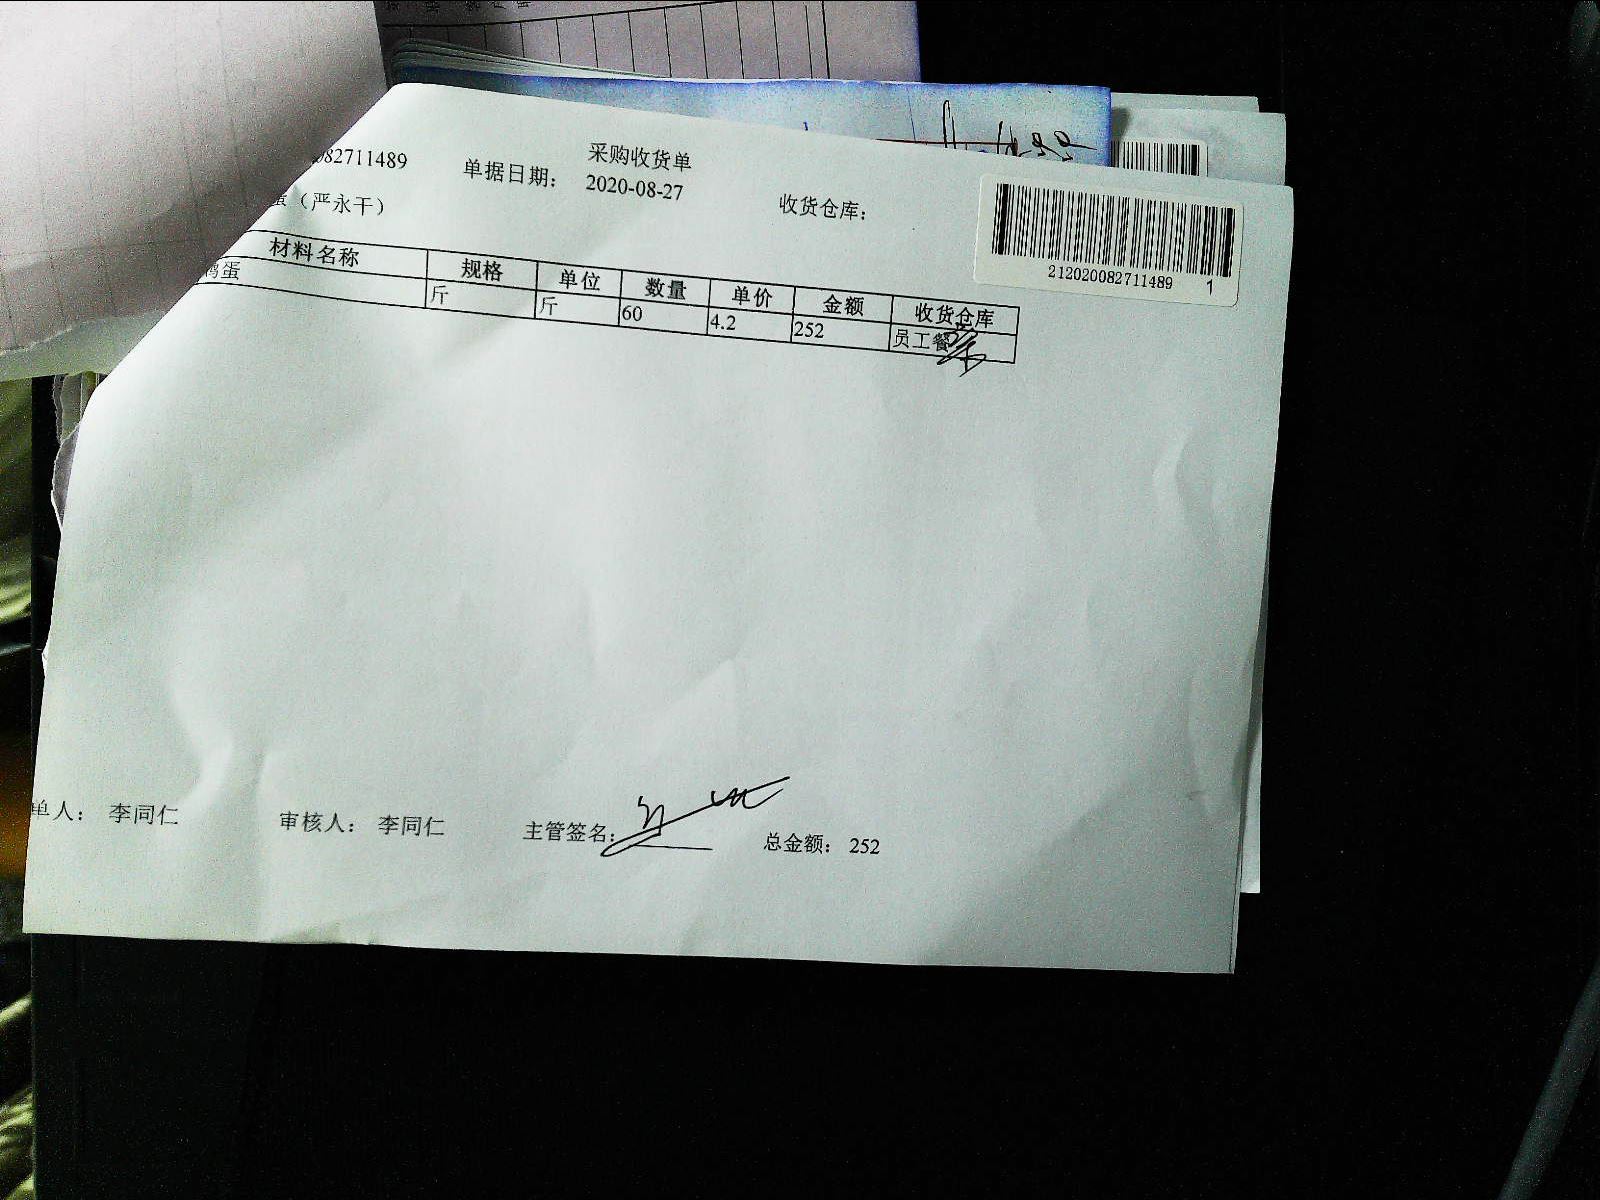 采购收货单
082711489 单据日期： 2020-08-27 收货仓库：
蛋（严永干）
212020082711489 1
材料名称 规格 单位 数量 单价 金额 收货仓库
鸡蛋 斤 斤 60 4.2 252 员工餐
单人： 李同仁 审核人： 李同仁 主管签名： 总金额： 252